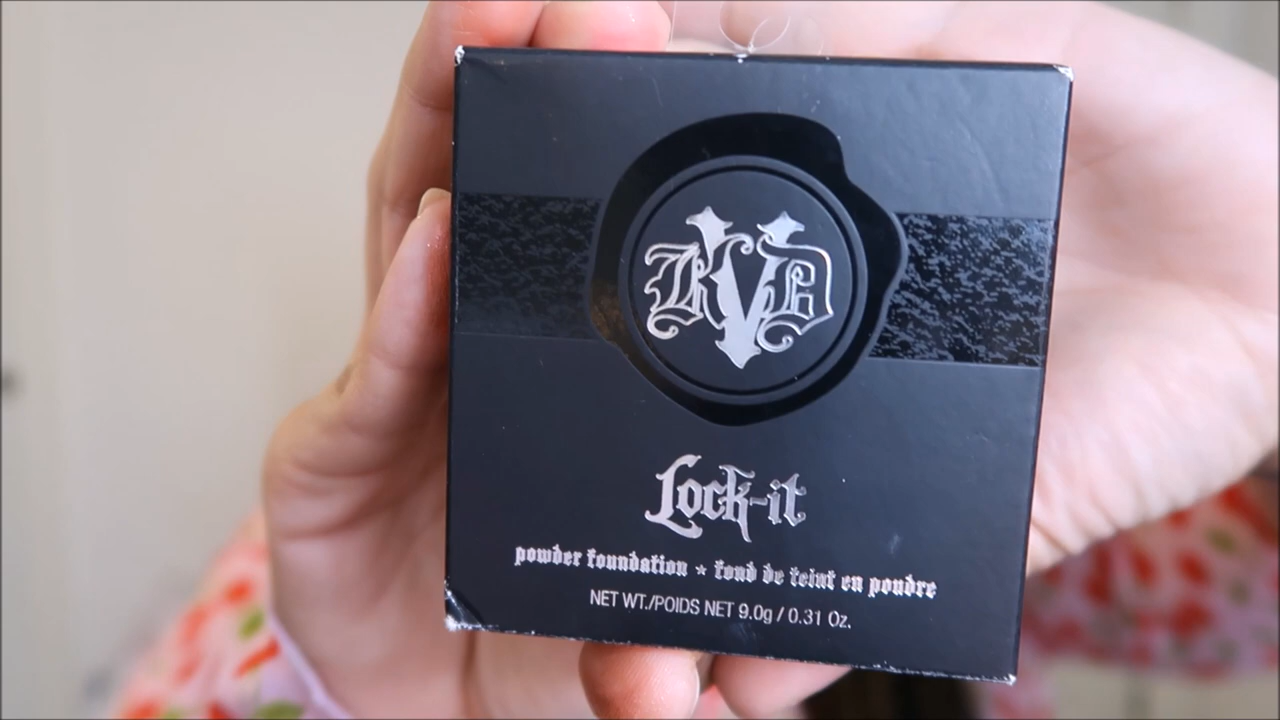 KVD
Lock-it
powder foundation ★ fond de teint en poudre
NET WT./POIDS NET 9.0g / 0.31 Oz.